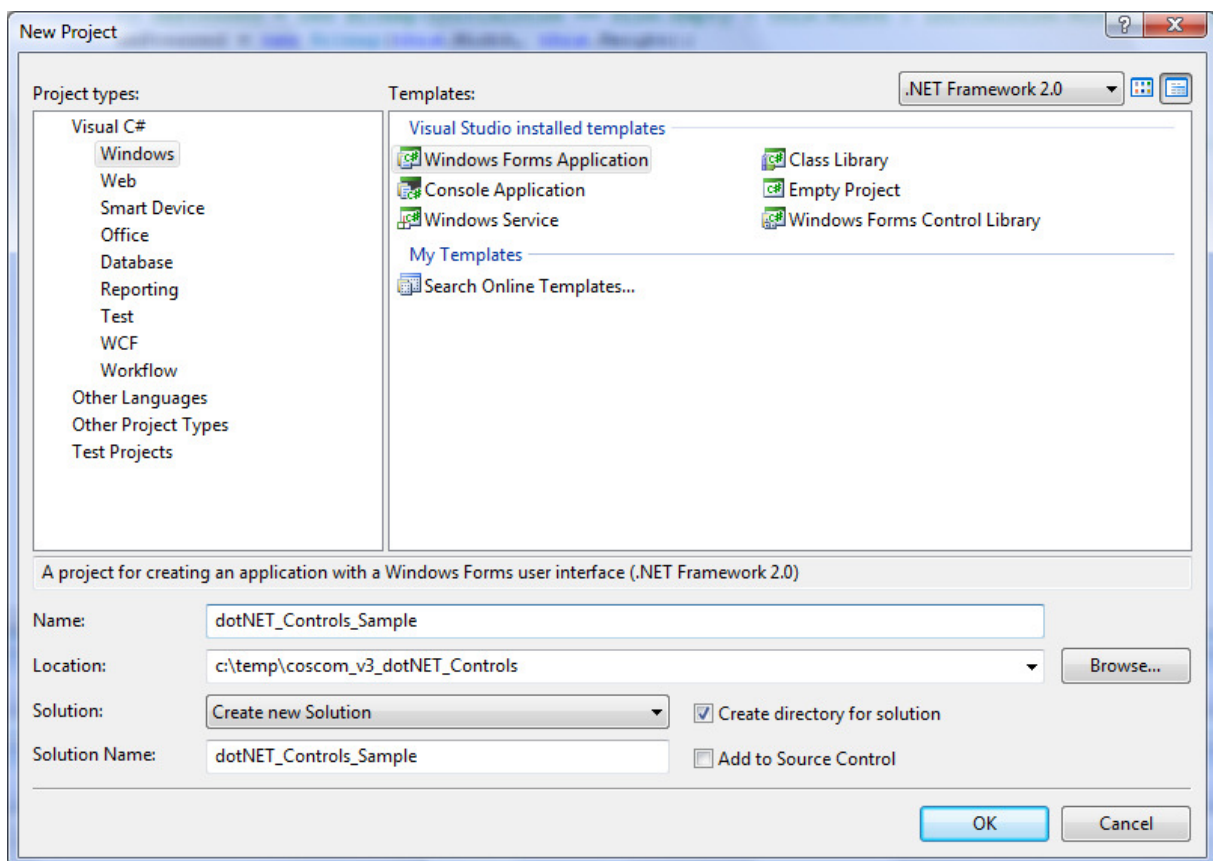 New Project
Project types:
Templates:
.NET Framework 2.0
Visual C#
Windows
Web
Smart Device
Office
Database
Reporting
Test
WCF
Workflow
Other Languages
Other Project Types
Test Projects
Visual Studio installed templates
Windows Forms Application
Class Library
Console Application
Empty Project
Windows Service
Windows Forms Control Library
My Templates
Search Online Templates...
A project for creating an application with a Windows Forms user interface (.NET Framework 2.0)
Name:
dotNET_Controls_Sample
Location:
c:\temp\coscom_v3_dotNET_Controls
Browse...
Solution:
Create new Solution
Create directory for solution
Solution Name:
dotNET_Controls_Sample
Add to Source Control
OK
Cancel